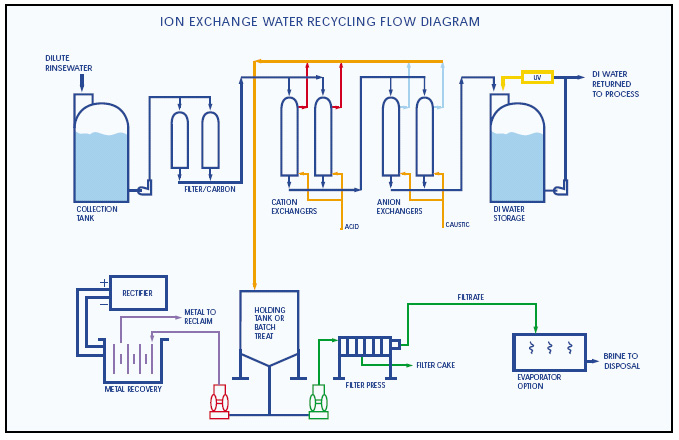 ION EXCHANGE WATER RECYCLING FLOW DIAGRAM
DILUTE
RINSEWATER
UV
DI WATER
RETURNED
TO PROCESS
COLLECTION
TANK
FILTER/CARBON
CATION
EXCHANGERS
ACID
ANION
EXCHANGERS
CAUSTIC
DI WATER
STORAGE
+
−
RECTIFIER
METAL TO
RECLAIM
METAL RECOVERY
HOLDING
TANK OR
BATCH
TREAT
FILTRATE
FILTER CAKE
FILTER PRESS
EVAPORATOR
OPTION
BRINE TO
DISPOSAL